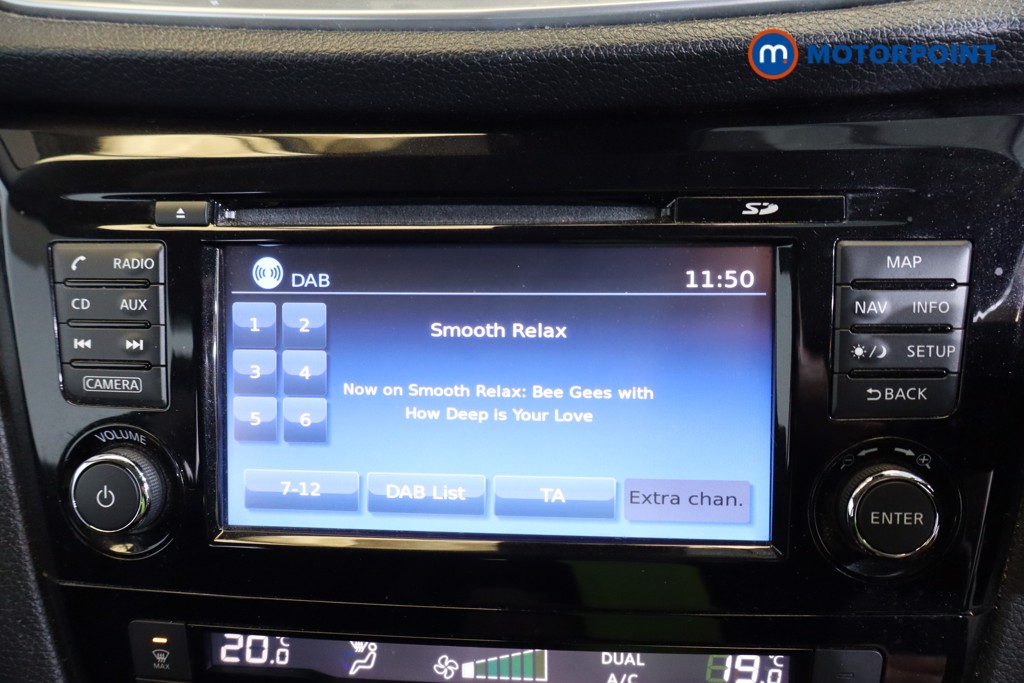 m. MOTORPOINT
SD
RADIO
CD AUX
CAMERA
VOLUME
MAP
NAV INFO
SETUP
BACK
ENTER
DAB 11:50
1 2
3 4
5 6
Smooth Relax
Now on Smooth Relax: Bee Gees with
How Deep is Your Love
7-12 DAB List TA Extra chan.
MAX
20.0 °C
DUAL
A/C
19.0 °C